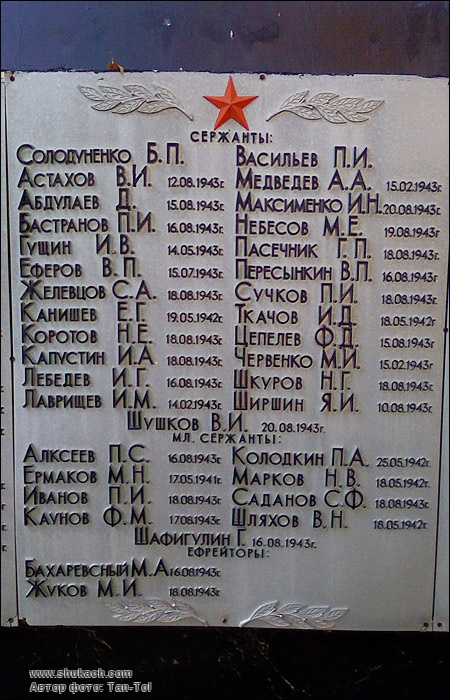 СЕРЖАНТЫ:
СОЛОДУНЕНКО Б.П.
АСТАХОВ В.И. 12.08.1943г.
АБДУЛАЕВ Д. 15.08.1943г.
БАСТРАНОВ П.И. 16.08.1943г.
ГУЩИН И.В. 14.05.1943г.
ЕФЕРОВ В.П. 15.07.1943г.
ЖЕЛЕВЦОВ С.А. 18.08.1943г.
КАНИШЕВ Е.Г. 19.05.1942г.
КОРОТОВ Н.Е. 18.08.1943г.
КАПУСТИН И.А. 18.08.1943г.
ЛЕБЕДЕВ И.Г. 16.08.1943г.
ЛАВРИЩЕВ И.М. 14.02.1943г.
ВАСИЛЬЕВ П.И.
МЕДВЕДЕВ А.А. 15.02.1943г.
МАКСИМЕНКО И.Н. 20.08.1943г.
НЕБЕСОВ М.Е. 19.08.1943г.
ПАСЕЧНИК Г.П. 18.08.1943г.
ПЕРЕСЫНКИН В.П. 16.08.1943г.
СУЧКОВ П.И. 18.08.1943г.
ТКАЧОВ И.Д. 18.05.1942г.
ЦЕПЕЛЕВ Ф.Д. 15.08.1943г.
ЧЕРВЕНКО М.И. 15.02.1943г.
ШКУРОВ Н.Г. 18.08.1943г.
ШИРШИН Я.И. 10.08.1943г.
ШУШКОВ В.И. 20.08.1943г.
МЛ. СЕРЖАНТЫ:
АЛКСЕЕВ П.С. 16.08.1943г.
ЕРМАКОВ М.Н. 17.05.1941г.
ИВАНОВ П.И. 18.08.1943г.
КАУНОВ Ф.М. 17.08.1943г.
КОЛОДКИН П.А. 25.05.1942г.
МАРКОВ Н.В. 18.05.1942г.
САДАНОВ С.Ф. 18.08.1943г.
ШЛЯХОВ В.Н. 18.05.1942г.
ШАФИГУЛИН Г. 16.08.1943г.
ЕФРЕЙТОРЫ:
БАХАРЕВСНЫЙ М.А 16.08.1943г.
ЖУКОВ М.И. 18.08.1943г.
www.shukach.com
Автор фото: Tan-Tol